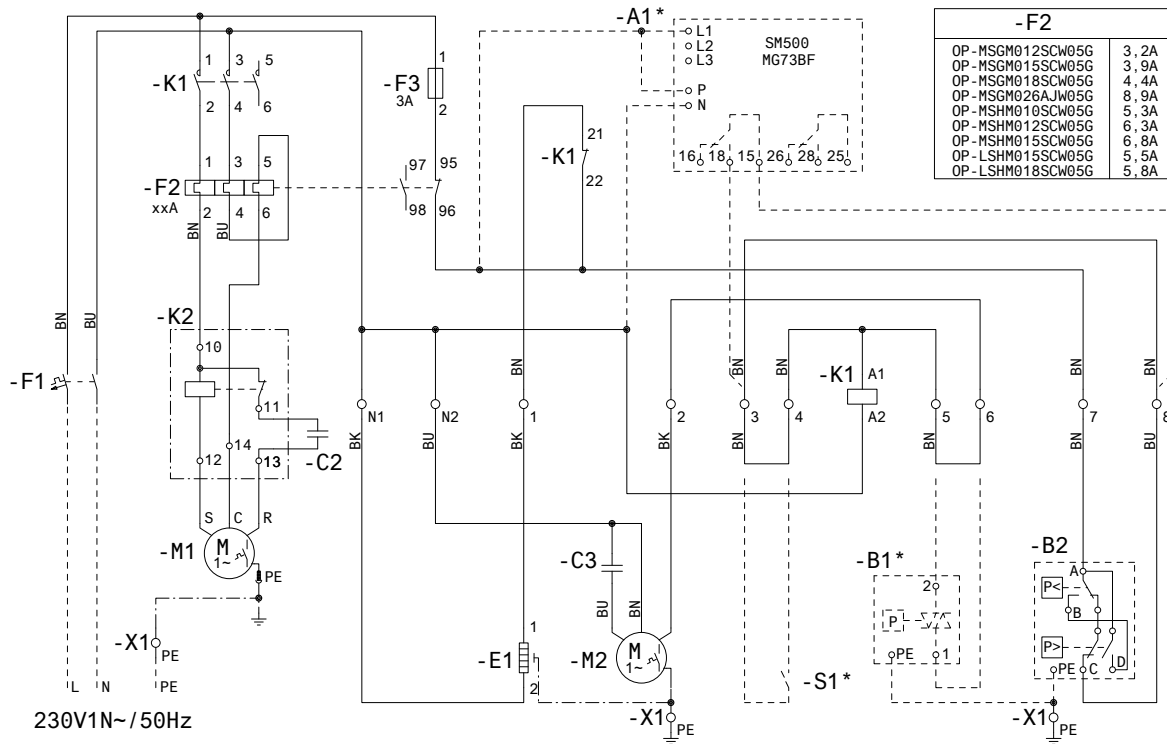 -A1*
L1
L2
L3
P
N
SM500
MG73BF
16 18 15 26 28 25
-F2
OP-MSGM012SCW05G 3,2A
OP-MSGM015SCW05G 3,9A
OP-MSGM018SCW05G 4,4A
OP-MSGM026AJW05G 8,9A
OP-MSHM010SCW05G 5,3A
OP-MSHM012SCW05G 6,3A
OP-MSHM015SCW05G 6,8A
OP-LSHM015SCW05G 5,5A
OP-LSHM018SCW05G 5,8A
1 3 5
-K1
2 4 6
-F3
3A
1
2
21
-K1
22
1 3 5
-F2
xxA
2 4 6
97 95
98 96
BN BU
BN BU
-K2
10
11
12 14 13
-C2
-F1
S C R
-M1
M
1~
PE
-X1
PE
L N PE
230V1N~/50Hz
BN BN BN BN BN BN
-K1 A1
A2
N1 N2 1 2 3 4 5 6 7 8
BK BU BK BK BN BN BN BN BU
-C3
BU BN
-M2
M
1~
-E1
1
2
-X1
PE
-S1*
-B1*
2
P
PE 1
-B2
A
P<
B
P>
PE C D
-X1
PE